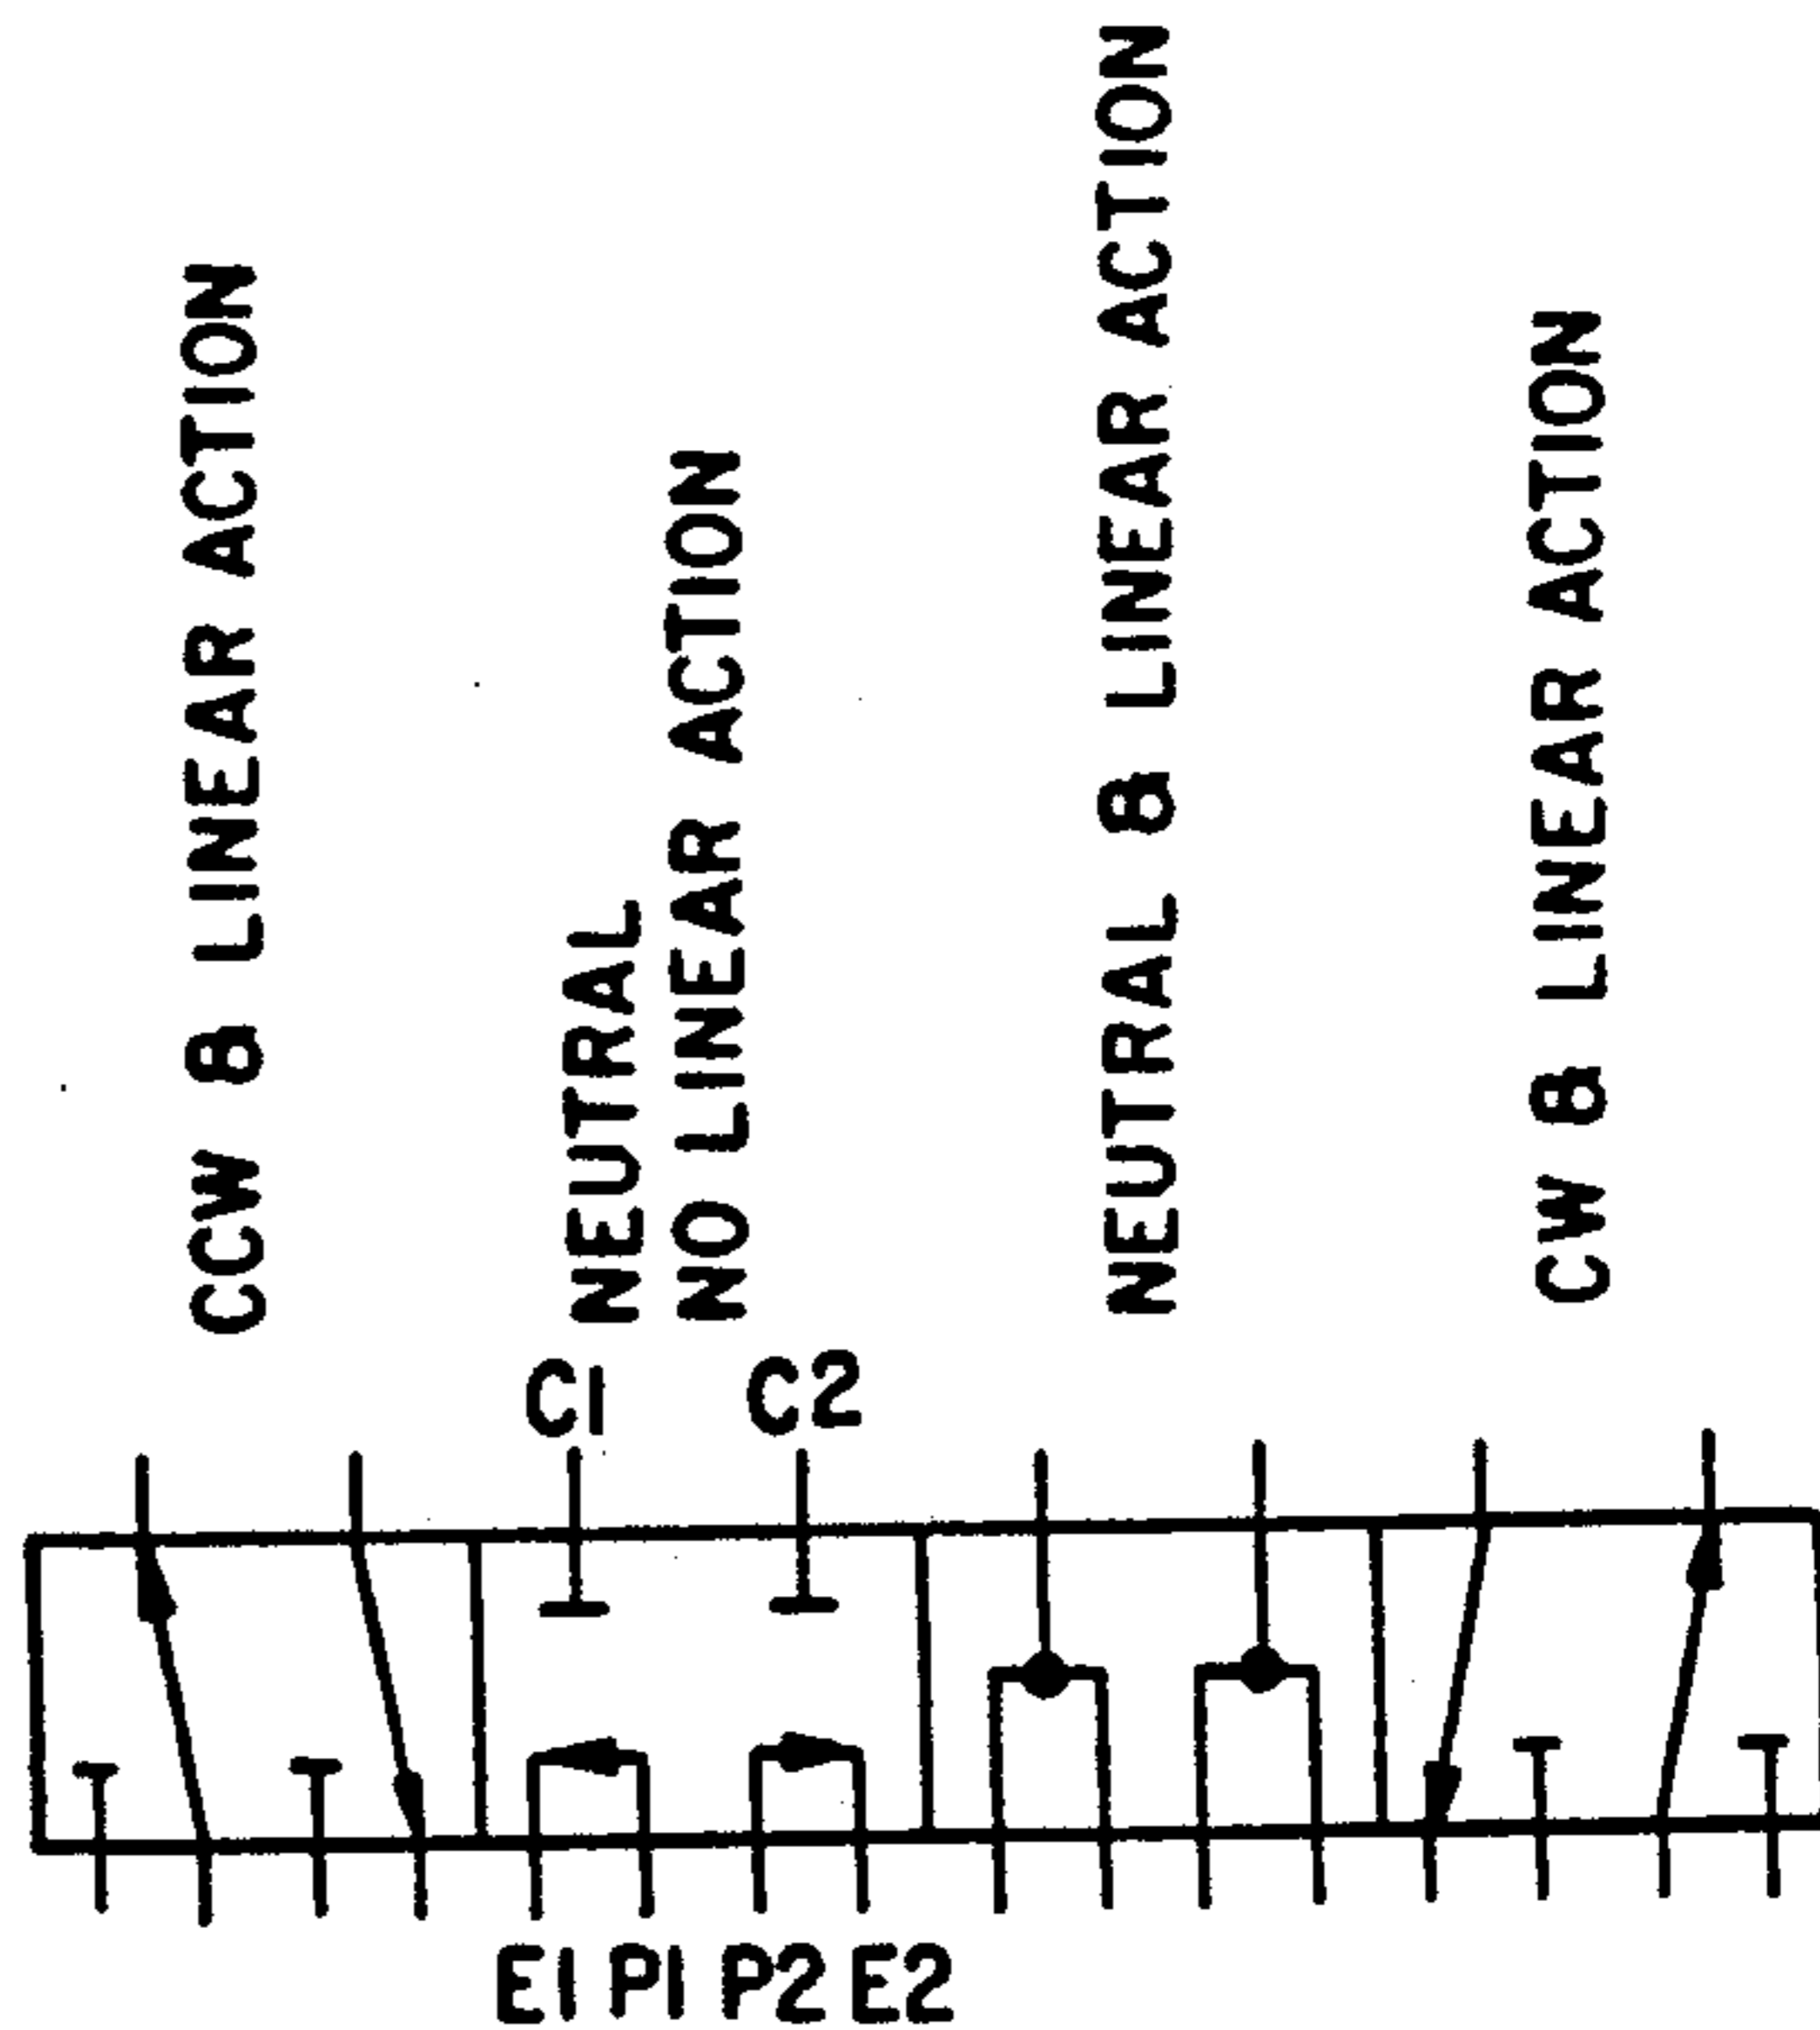 CCW & LINEAR ACTION
NEUTRAL
NO LINEAR ACTION
NEUTRAL & LINEAR ACTION
CW & LINEAR ACTION
C1 C2
E1 P1 P2 E2